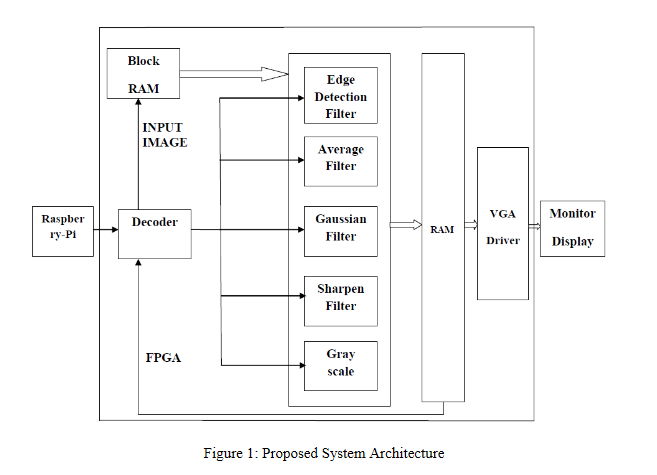 Block
RAM
INPUT
IMAGE
Raspber
ry-Pi
Decoder
FPGA
Edge
Detection
Filter
Average
Filter
Gaussian
Filter
Sharpen
Filter
Gray
scale
RAM
VGA
Driver
Monitor
Display
Figure 1: Proposed System Architecture